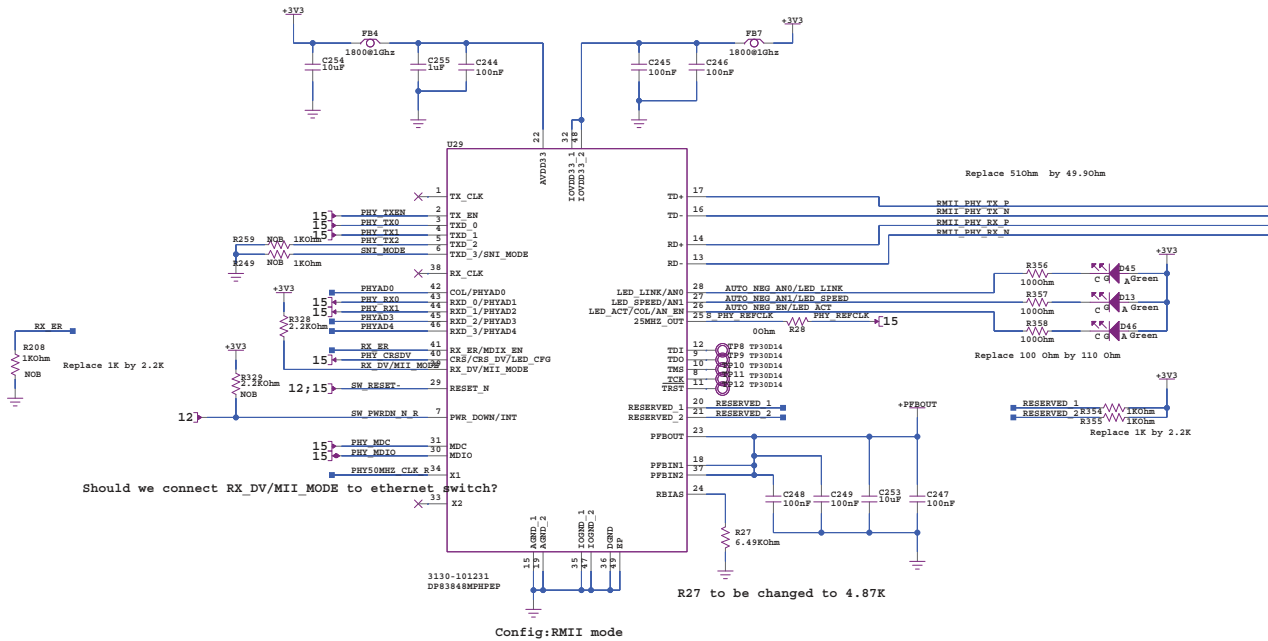 +3V3
FB4
1800@1Ghz
C254
10uF
C255
1uF
C244
100nF
+3V3
FB7
1800@1Ghz
C245
100nF
C246
100nF
U29
22
AVDD33
32
IOVDD33_1
48
IOVDD33_2
1 TX_CLK
15 PHY_TXEN 2 TX_EN
15 PHY_TX0 3 TXD_0
15 PHY_TX1 4 TXD_1
R259 NOB 1KOhm PHY_TX2 5 TXD_2
R249 NOB 1KOhm SNI_MODE 6 TXD_3/SNI_MODE
38 RX_CLK
PHYAD0 42 COL/PHYAD0
15 PHY_RX0 43 RXD_0/PHYAD1
15 PHY_RX1 44 RXD_1/PHYAD2
PHYAD3 45 RXD_2/PHYAD3
PHYAD4 46 RXD_3/PHYAD4
+3V3
R328
2.2KOhm
RX_ER 41 RX_ER/MDIX_EN
15 PHY_CRSDV 40 CRS/CRS_DV/LED_CFG
RX_DV/MII_MODE 39 RX_DV/MII_MODE
RX_ER
R208
1KOhm
NOB
Replace 1K by 2.2K
+3V3
R329
2.2KOhm
NOB
12;15 SW_RESET- 29 RESET_N
12 SW_PWRDN_N_R 7 PWR_DOWN/INT
15 PHY_MDC 31 MDC
15 PHY_MDIO 30 MDIO
PHY50MHZ_CLK_R 34 X1
Should we connect RX_DV/MII_MODE to ethernet switch?
33 X2
TD+ 17
TD- 16
RD+ 14
RD- 13
Replace 51Ohm by 49.9Ohm
RMII_PHY_TX_P
RMII_PHY_TX_N
RMII_PHY_RX_P
RMII_PHY_RX_N
LED_LINK/AN0 28 AUTO_NEG_AN0/LED_LINK
LED_SPEED/AN1 27 AUTO_NEG_AN1/LED_SPEED
LED_ACT/COL/AN_EN 26 AUTO_NEG_EN/LED_ACT
25MHZ_OUT 25 S_PHY_REFCLK 0Ohm R28 PHY_REFCLK 15
+3V3
R356
100Ohm
C G D45 A Green
R357
100Ohm
C G D13 A Green
R358
100Ohm
C G D46 A Green
Replace 100 Ohm by 110 Ohm
TDI 12 TP8 TP30D14
TDO 9 TP9 TP30D14
TMS 10 TP10 TP30D14
TCK 8 TP11 TP30D14
TRST 11 TP12 TP30D14
RESERVED_1 20 RESERVED_1
RESERVED_2 21 RESERVED_2
+3V3
RESERVED_1 R354 1KOhm
RESERVED_2 R355 1KOhm
Replace 1K by 2.2K
+PFBOUT
PFBOUT 23
PFBIN1 18
PFBIN2 37
RBIAS 24
C248
100nF
C249
100nF
C253
10uF
C247
100nF
R27
6.49KOhm
R27 to be changed to 4.87K
AGND_1 15
AGND_2 19
IOGND_1 35
IOGND_2 47
DGND 36
EP 49
3130-101231
DP83848MPHPEP
Config:RMII mode